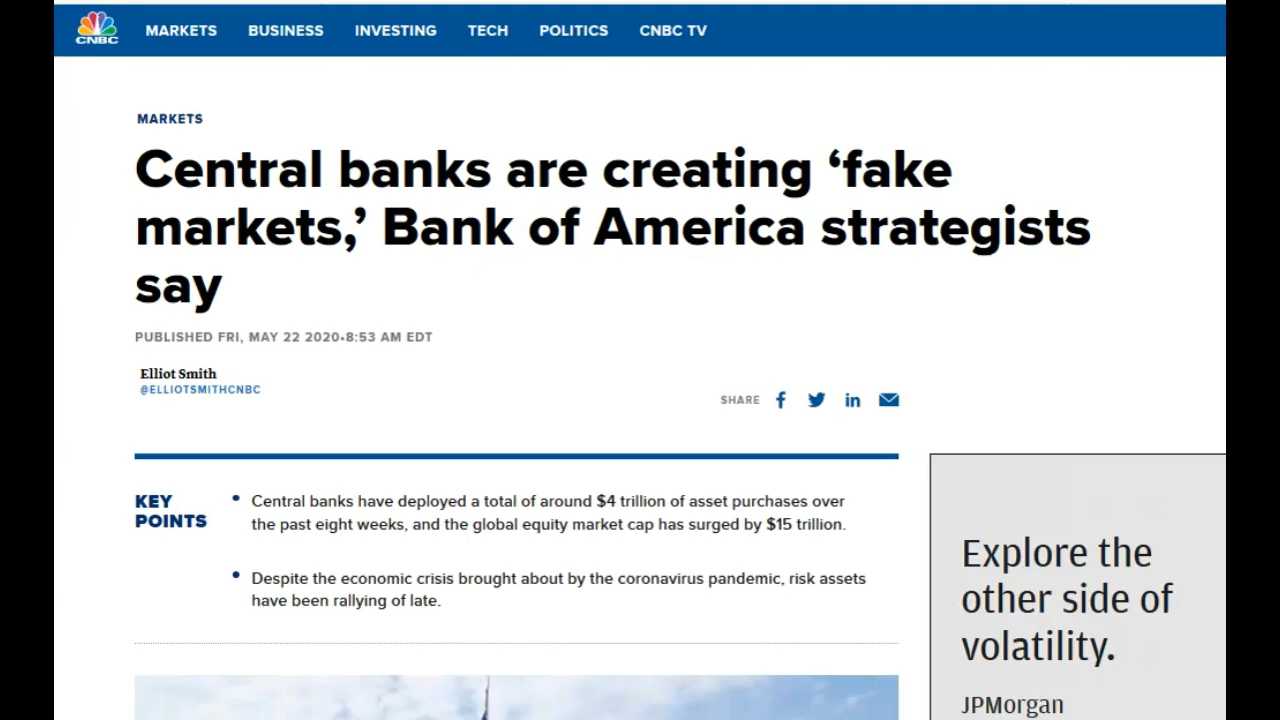 CNBC
MARKETS BUSINESS INVESTING TECH POLITICS CNBC TV
MARKETS
Central banks are creating ‘fake
markets,’ Bank of America strategists
say
PUBLISHED FRI, MAY 22 2020•8:53 AM EDT
Elliot Smith
@ELLIOTSMITHCNBC
SHARE
KEY
POINTS
• Central banks have deployed a total of around $4 trillion of asset purchases over
the past eight weeks, and the global equity market cap has surged by $15 trillion.
• Despite the economic crisis brought about by the coronavirus pandemic, risk assets
have been rallying of late.
Explore the
other side of
volatility.
JPMorgan